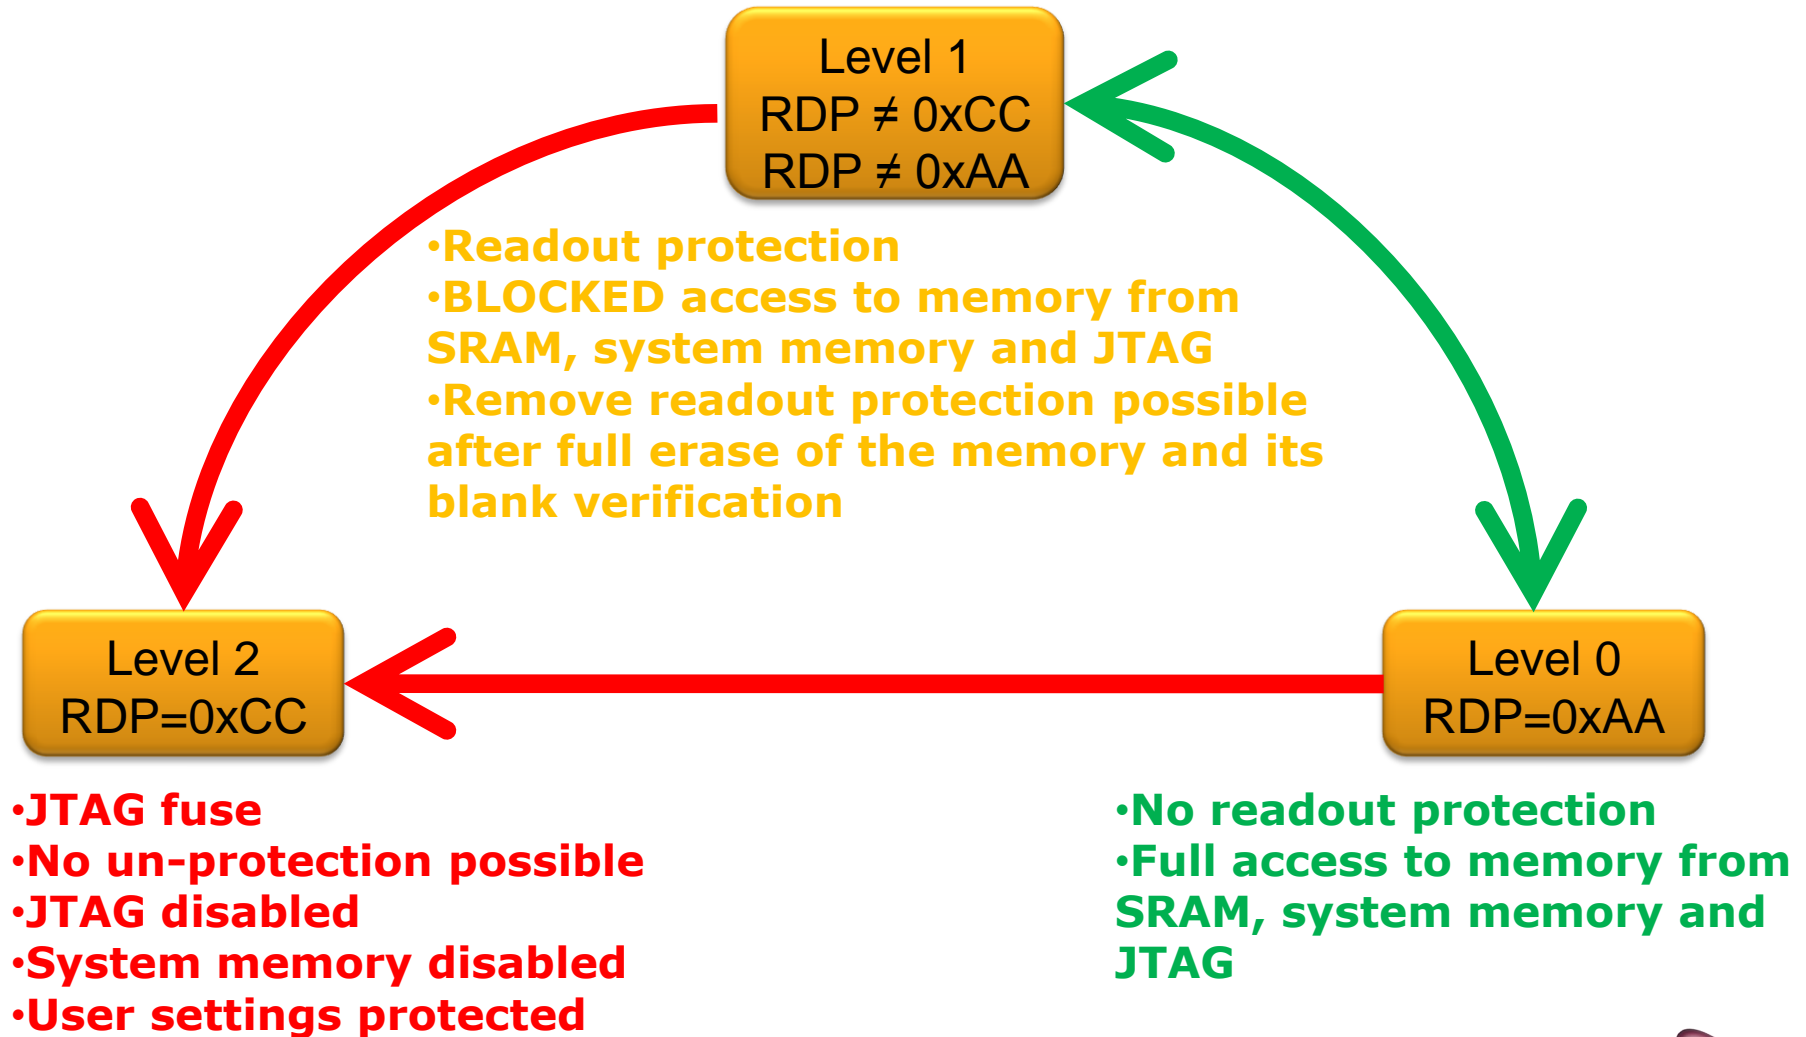 Level 1
RDP ≠ 0xCC
RDP ≠ 0xAA
•Readout protection
•BLOCKED access to memory from
SRAM, system memory and JTAG
•Remove readout protection possible
after full erase of the memory and its
blank verification
Level 2
RDP=0xCC
Level 0
RDP=0xAA
•JTAG fuse
•No un-protection possible
•JTAG disabled
•System memory disabled
•User settings protected
•No readout protection
•Full access to memory from
SRAM, system memory and
JTAG